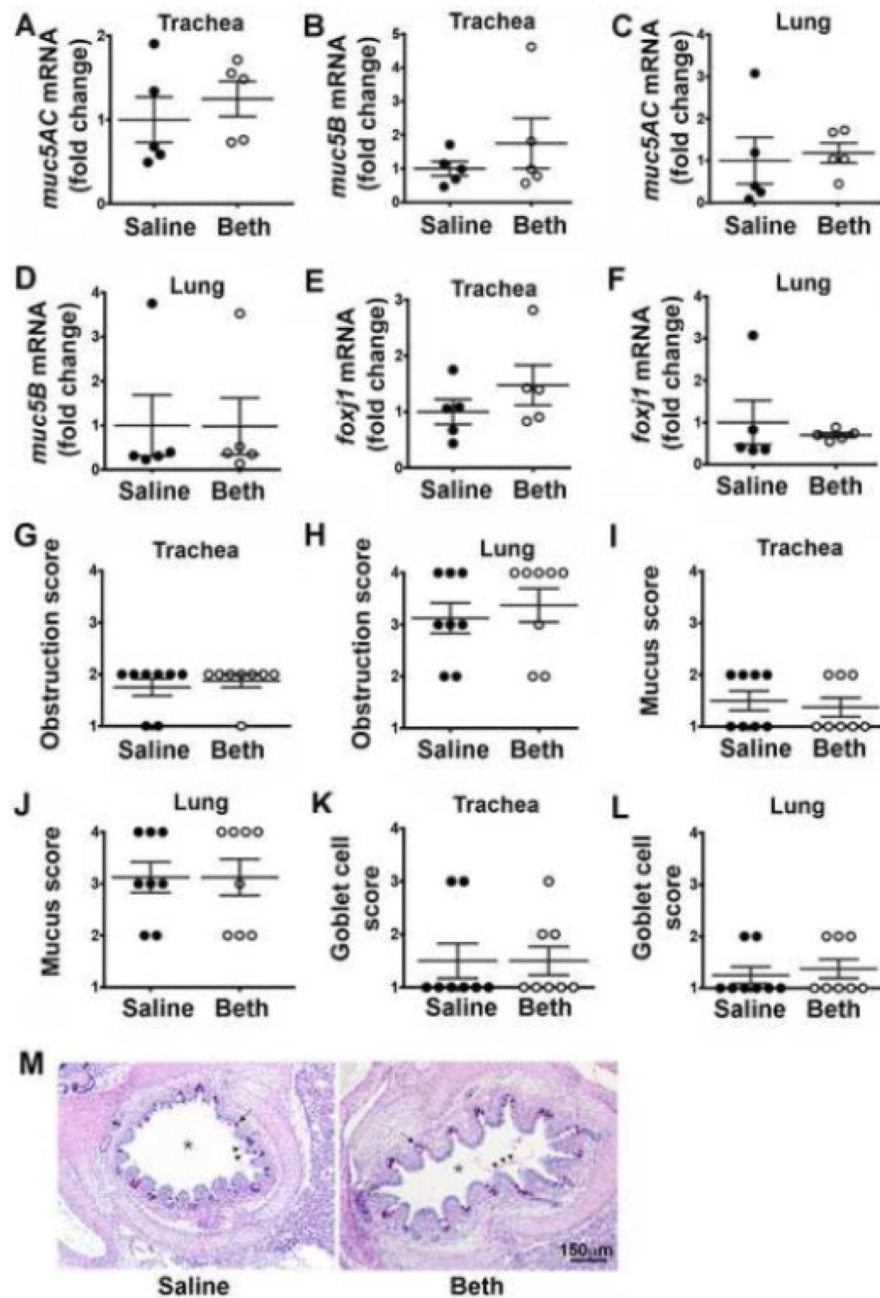 A
Trachea
muc5AC mRNA
(fold change)
2
1
0
Saline Beth
B
Trachea
muc5B mRNA
(fold change)
5
4
3
2
1
0
Saline Beth
C
Lung
muc5AC mRNA
(fold change)
4
3
2
1
0
Saline Beth
D
Lung
muc5B mRNA
(fold change)
4
3
2
1
0
Saline Beth
E
Trachea
foxj1 mRNA
(fold change)
3
2
1
0
Saline Beth
F
Lung
foxj1 mRNA
(fold change)
4
3
2
1
0
Saline Beth
G
Trachea
Obstruction score
4
3
2
1
Saline Beth
H
Lung
Obstruction score
4
3
2
1
Saline Beth
I
Trachea
Mucus score
4
3
2
1
Saline Beth
J
Lung
Mucus score
4
3
2
1
Saline Beth
K
Trachea
Goblet cell
score
4
3
2
1
Saline Beth
L
Lung
Goblet cell
score
4
3
2
1
Saline Beth
M
*
*
150µm
Saline Beth